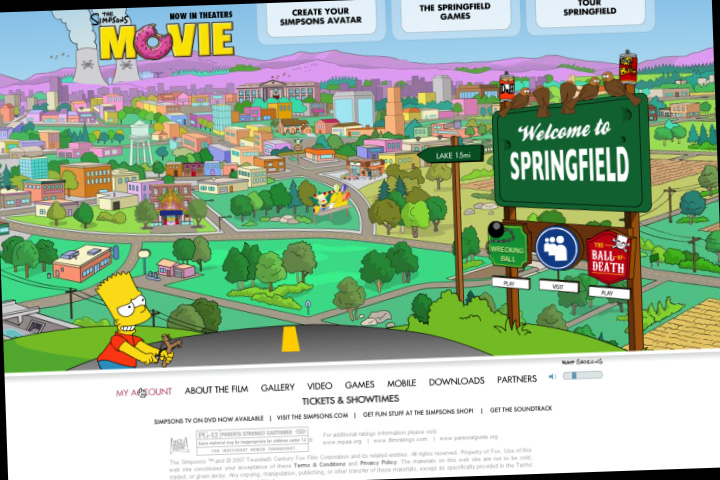 THE SIMPSONS
MOVIE
NOW IN THEATERS
CREATE YOUR
SIMPSONS AVATAR
THE SPRINGFIELD
GAMES
TOUR
SPRINGFIELD
LAKE 15mi
Welcome to
SPRINGFIELD
WRECKING
BALL
THE
BALL OF
DEATH
PLAY
VISIT
PLAY
MY ACCOUNT
ABOUT THE FILM
GALLERY
VIDEO
GAMES
MOBILE
DOWNLOADS
PARTNERS
TICKETS & SHOWTIMES
SIMPSONS TV ON DVD NOW AVAILABLE | VISIT THE SIMPSONS.COM | GET FUN STUFF AT THE SIMPSONS SHOP! | GET THE SOUNDTRACK
PG-13 PARENTS STRONGLY CAUTIONED
Some material may be inappropriate for children under 13
For additional ratings information please visit:
www.mpaa.org | www.filmratings.com | www.parentalguide.org
The Simpsons ™ and © 2007 Twentieth Century Fox Film Corporation and its related entities. All rights reserved. Property of Fox. Use of this
web site constitutes your acceptance of these Terms & Conditions and Privacy Policy. The materials on this web site are not to be sold,
traded, or given away. Any copying, manipulation, publishing, or other transfer of these materials, except as specifically provided in the Terms